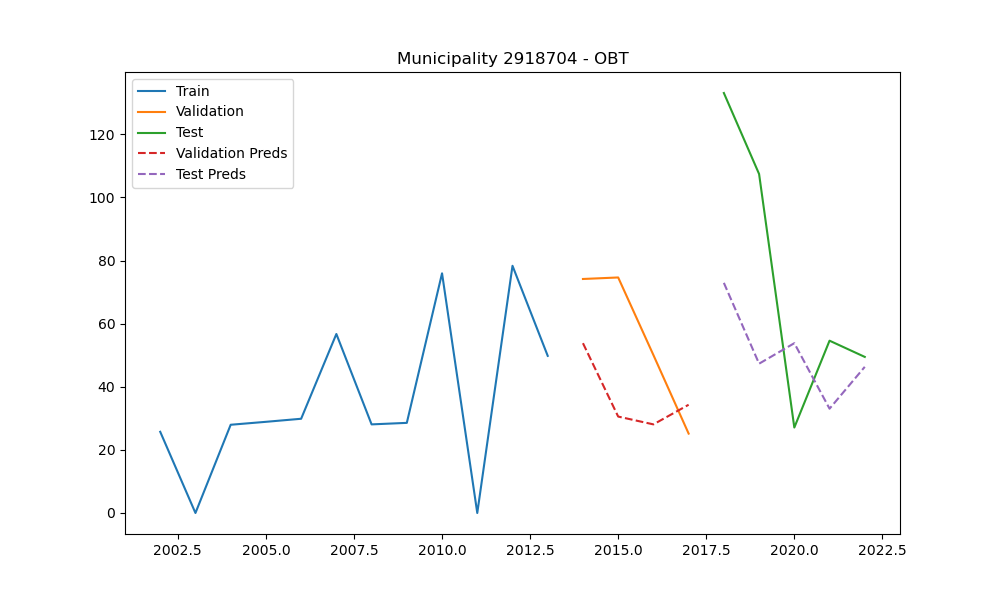 Municipality 2918704 - OBT
Train
Validation
Test
Validation Preds
Test Preds
120
100
80
60
40
20
0
2002.5 2005.0 2007.5 2010.0 2012.5 2015.0 2017.5 2020.0 2022.5